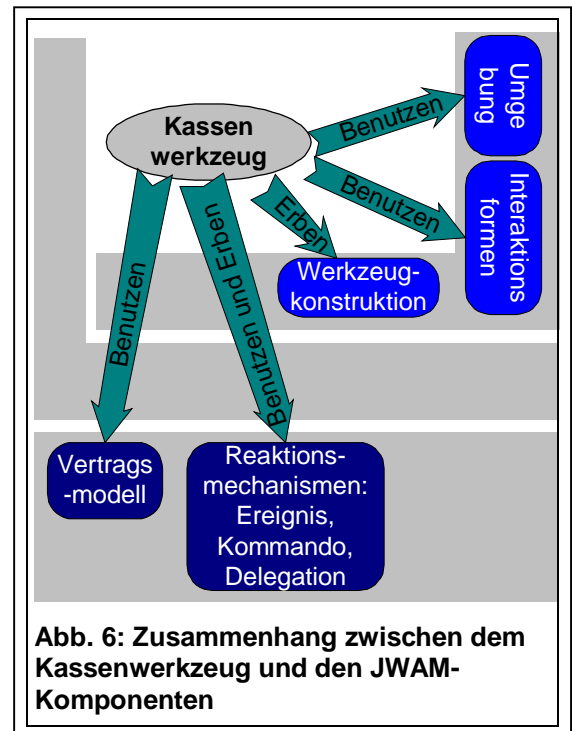 Umge
bung
Benutzen
Kassen
werkzeug
Benutzen
Interaktions
formen
Erben
Werkzeug-
konstruktion
Benutzen
Benutzen und Erben
Vertrags
-modell
Reaktions-
mechanismen:
Ereignis,
Kommando,
Delegation
Abb. 6: Zusammenhang zwischen dem
Kassenwerkzeug und den JWAM-
Komponenten